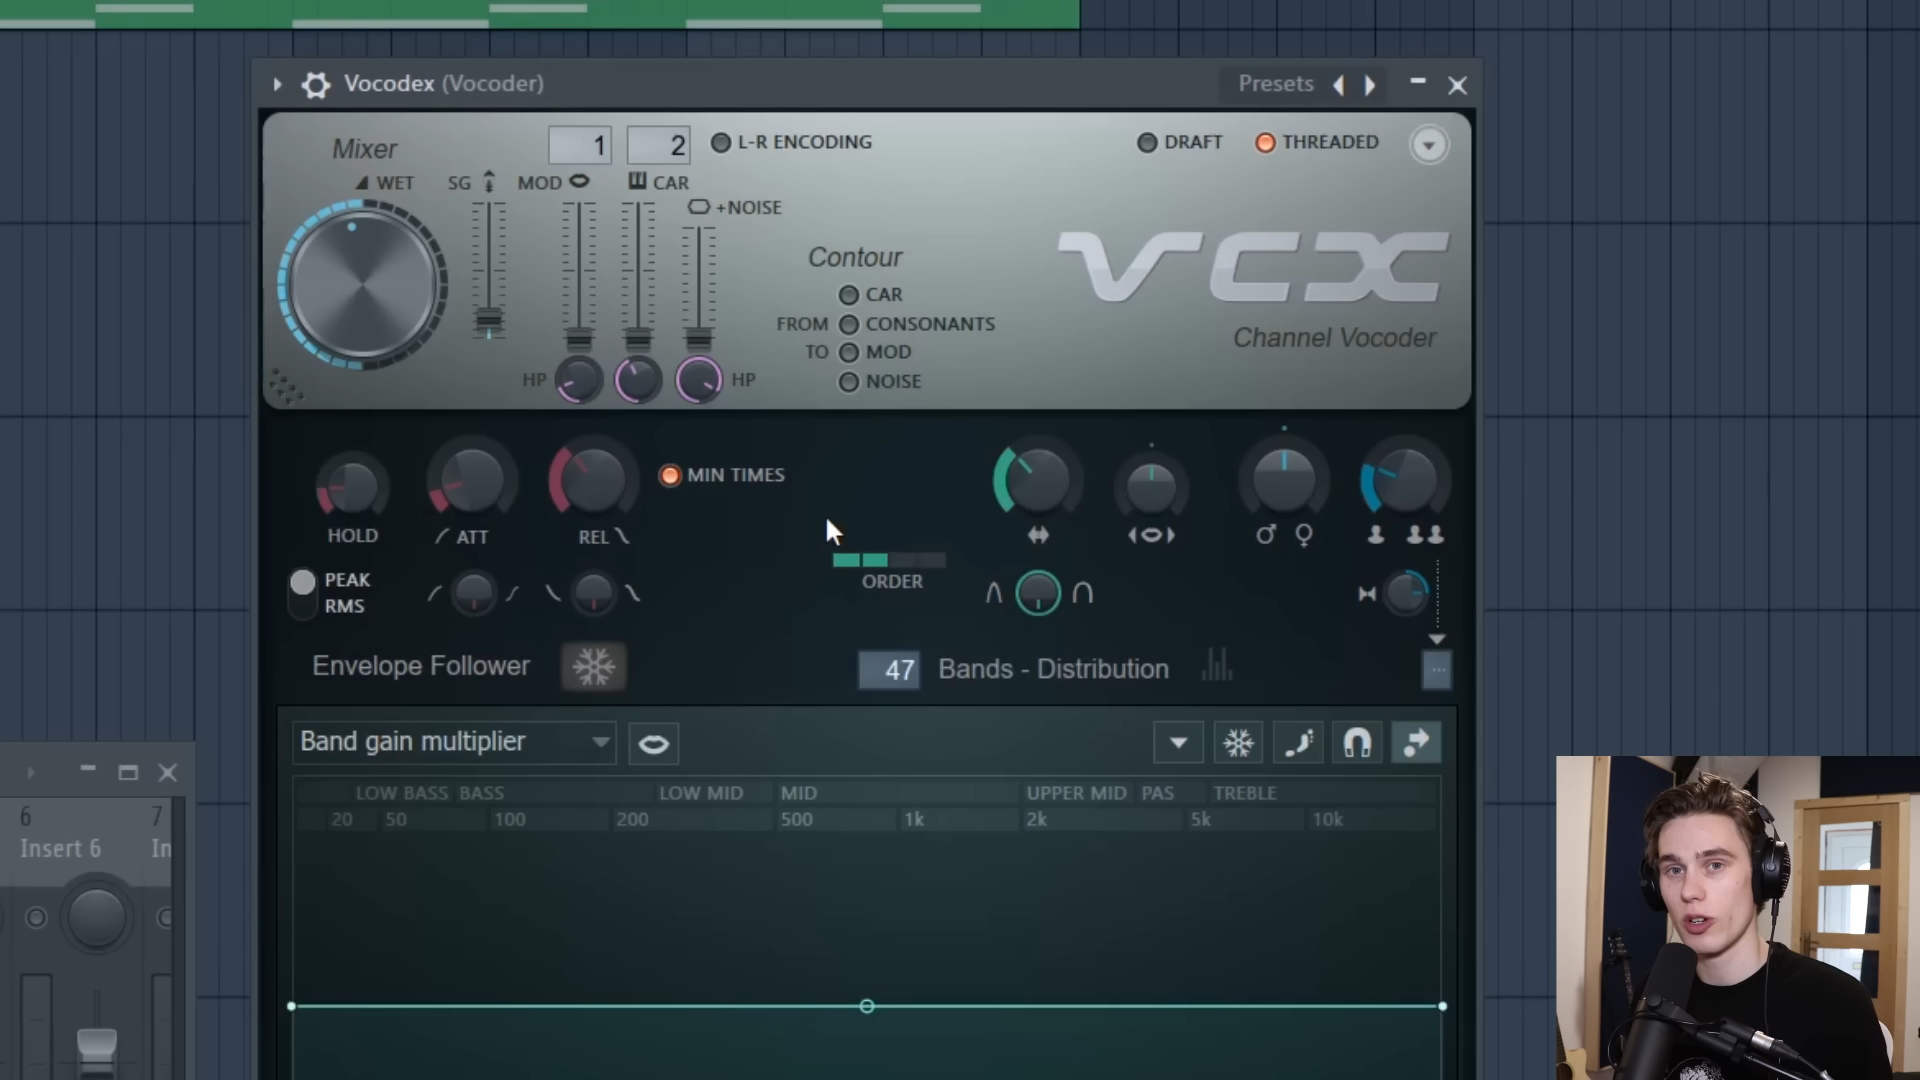 Vocodex (Vocoder)
Presets
Mixer
1
2
L-R ENCODING
DRAFT
THREADED
WET
SG
MOD
CAR
+NOISE
VCX
Channel Vocoder
Contour
CAR
FROM
CONSONANTS
TO
MOD
NOISE
HP
HP
HOLD
ATT
REL
MIN TIMES
ORDER
PEAK
RMS
Envelope Follower
47
Bands - Distribution
Band gain multiplier
LOW BASS
BASS
LOW MID
MID
UPPER MID
PAS
TREBLE
20
50
100
200
500
1k
2k
5k
10k
6
7
Insert 6
In